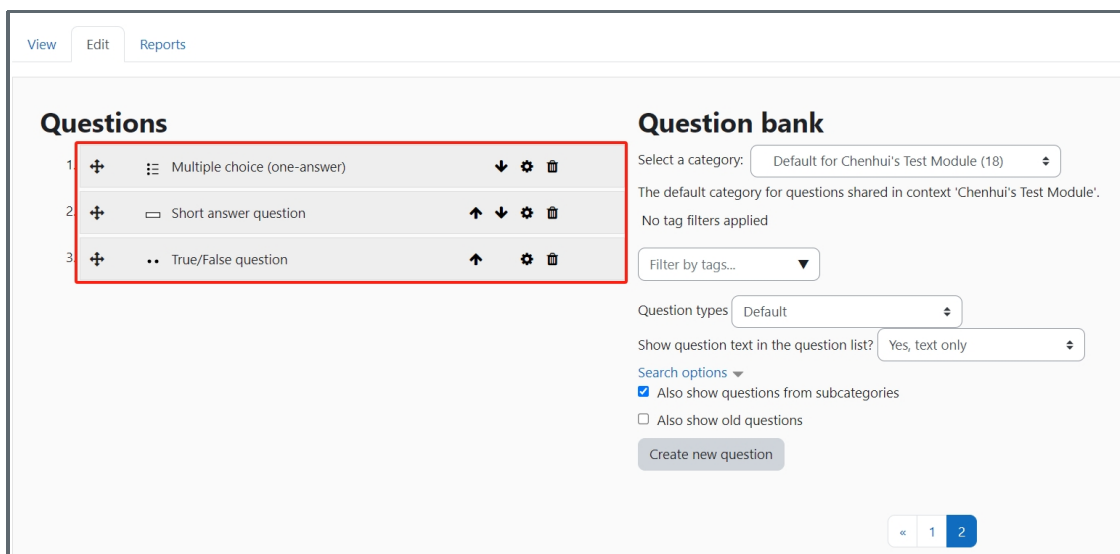 View Edit Reports
Questions
1. Multiple choice (one-answer)
2. Short answer question
3. True/False question
Question bank
Select a category: Default for Chenhui's Test Module (18)
The default category for questions shared in context 'Chenhui's Test Module'.
No tag filters applied
Filter by tags... ▼
Question types Default
Show question text in the question list? Yes, text only
Search options
Also show questions from subcategories
Also show old questions
Create new question
« 1 2